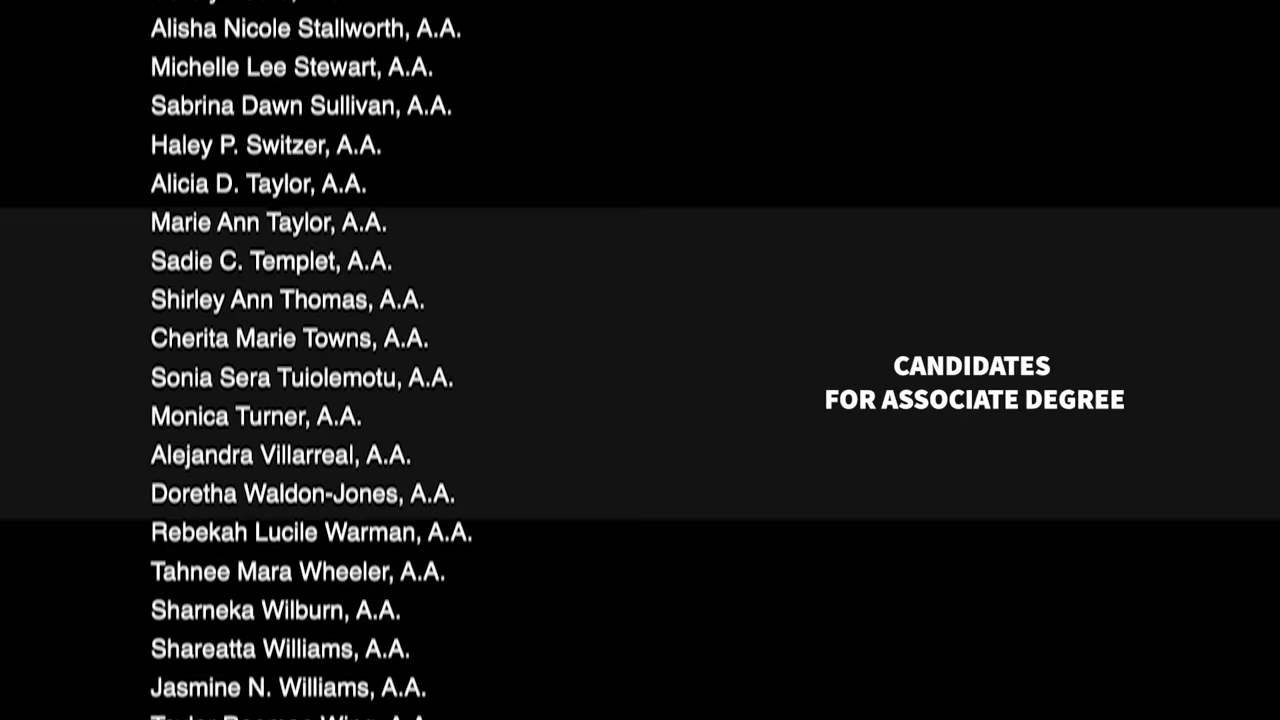 Alisha Nicole Stallworth, A.A.
Michelle Lee Stewart, A.A.
Sabrina Dawn Sullivan, A.A.
Haley P. Switzer, A.A.
Alicia D. Taylor, A.A.
Marie Ann Taylor, A.A.
Sadie C. Templet, A.A.
Shirley Ann Thomas, A.A.
Cherita Marie Towns, A.A.
Sonia Sera Tuiolemotu, A.A.
Monica Turner, A.A.
Alejandra Villarreal, A.A.
Doretha Waldon-Jones, A.A.
Rebekah Lucile Warman, A.A.
Tahnee Mara Wheeler, A.A.
Sharneka Wilburn, A.A.
Shareatta Williams, A.A.
Jasmine N. Williams, A.A.
CANDIDATES
FOR ASSOCIATE DEGREE